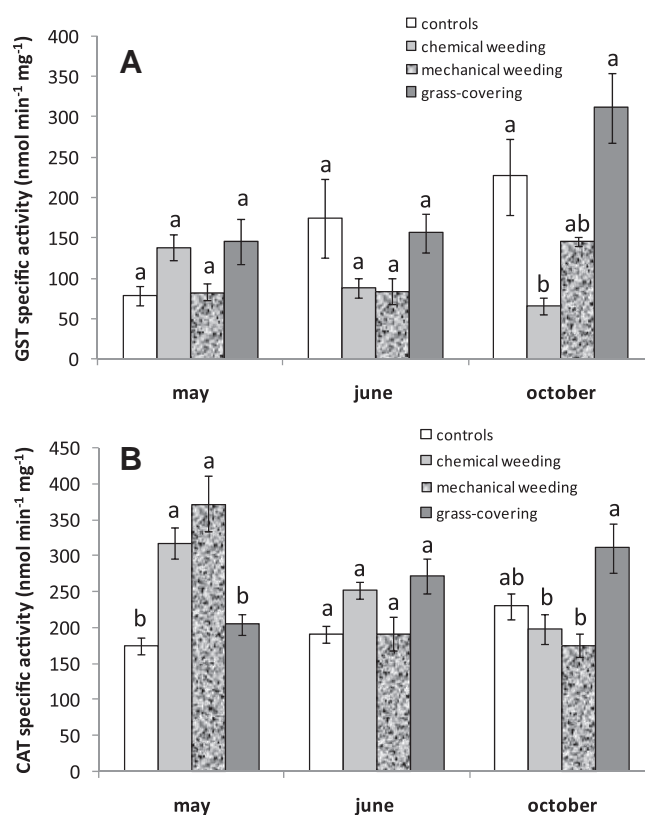 A
controls
chemical weeding
mechanical weeding
grass-covering
GST specific activity (nmol min⁻¹ mg⁻¹)
400
350
300
250
200
150
100
50
0
a
a
a
a
a
a
a
a
a
b
ab
a
may
june
october
B
controls
chemical weeding
mechanical weeding
grass-covering
CAT specific activity (nmol min⁻¹ mg⁻¹)
450
400
350
300
250
200
150
100
50
0
b
a
a
b
a
a
a
a
ab
b
b
a
may
june
october